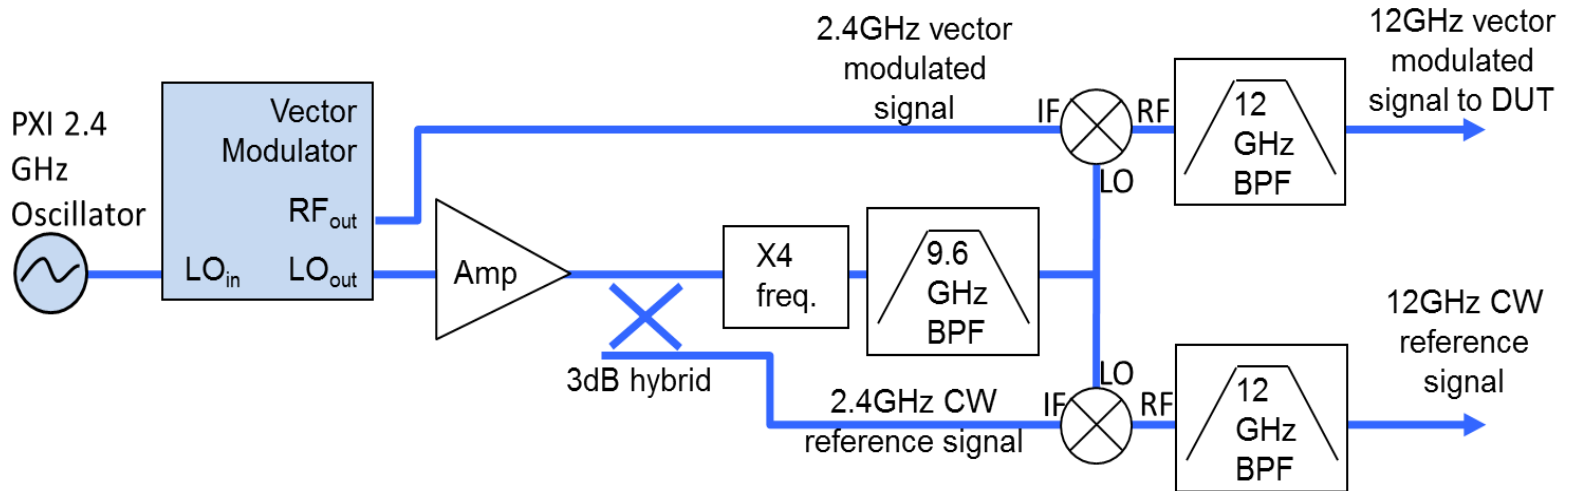 PXI 2.4
GHz
Oscillator
Vector
Modulator
RFout
LOin
LOout
Amp
3dB hybrid
X4
freq.
9.6
GHz
BPF
2.4GHz vector
modulated
signal
IF
RF
LO
12
GHz
BPF
12GHz vector
modulated
signal to DUT
2.4GHz CW
reference signal
LO
IF
RF
12
GHz
BPF
12GHz CW
reference
signal